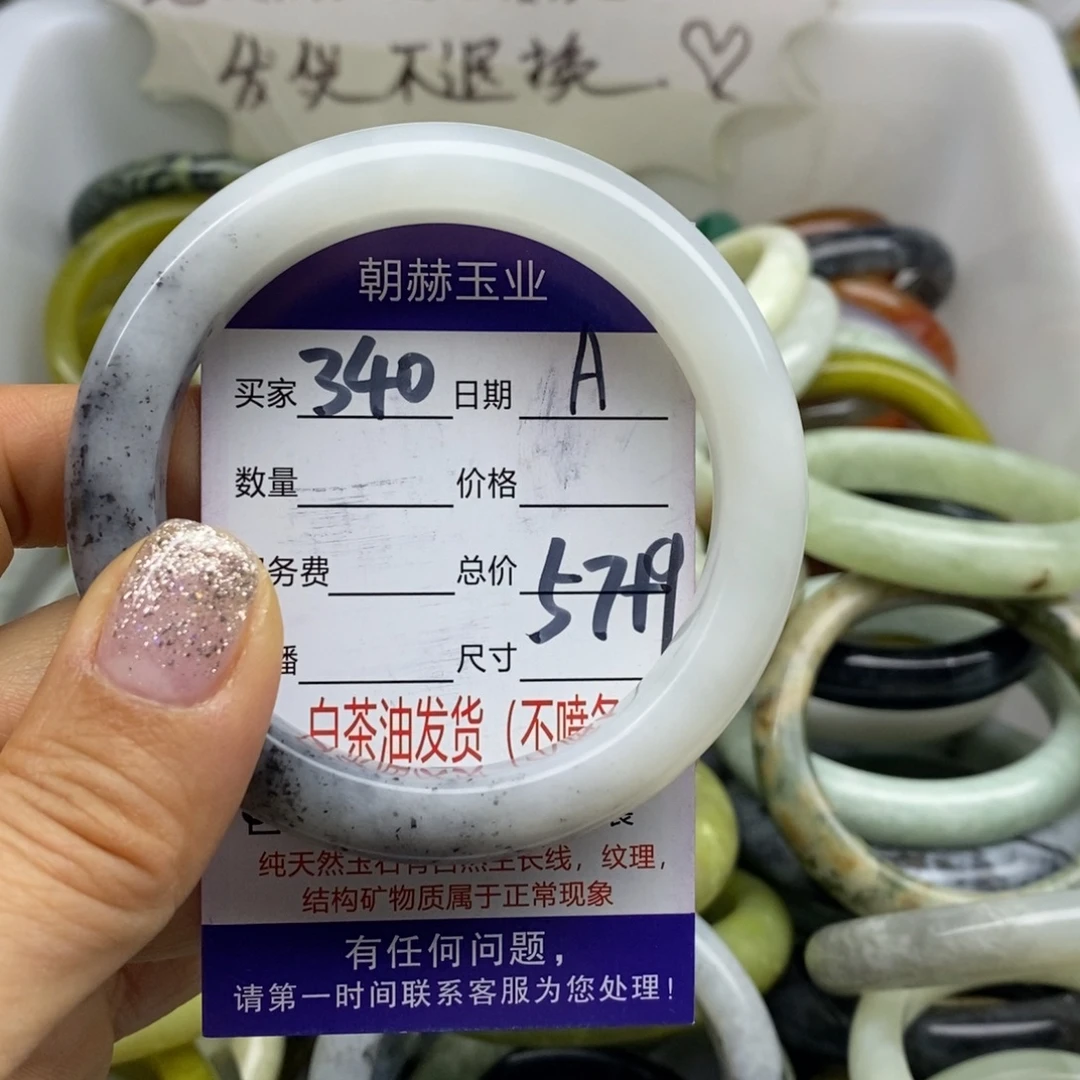 发货不退换.♡
朝赫玉业
买家 340 日期 A
数量 价格
务费 总价 5719
播 尺寸
白茶油发货（不喷
纯天然玉石有自然生长线，纹理，
结构矿物质属于正常现象
有任何问题，
请第一时间联系客服为您处理！